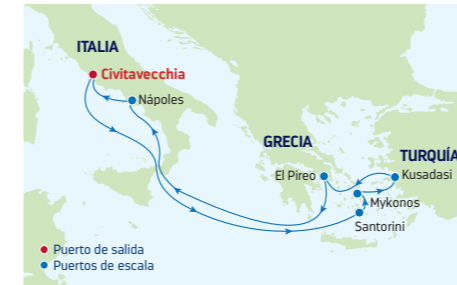 ITALIA
Civitavecchia
Nápoles
GRECIA
TURQUÍA
El Pireo
Kusadasi
Mykonos
Santorini
Puerto de salida
Puertos de escala